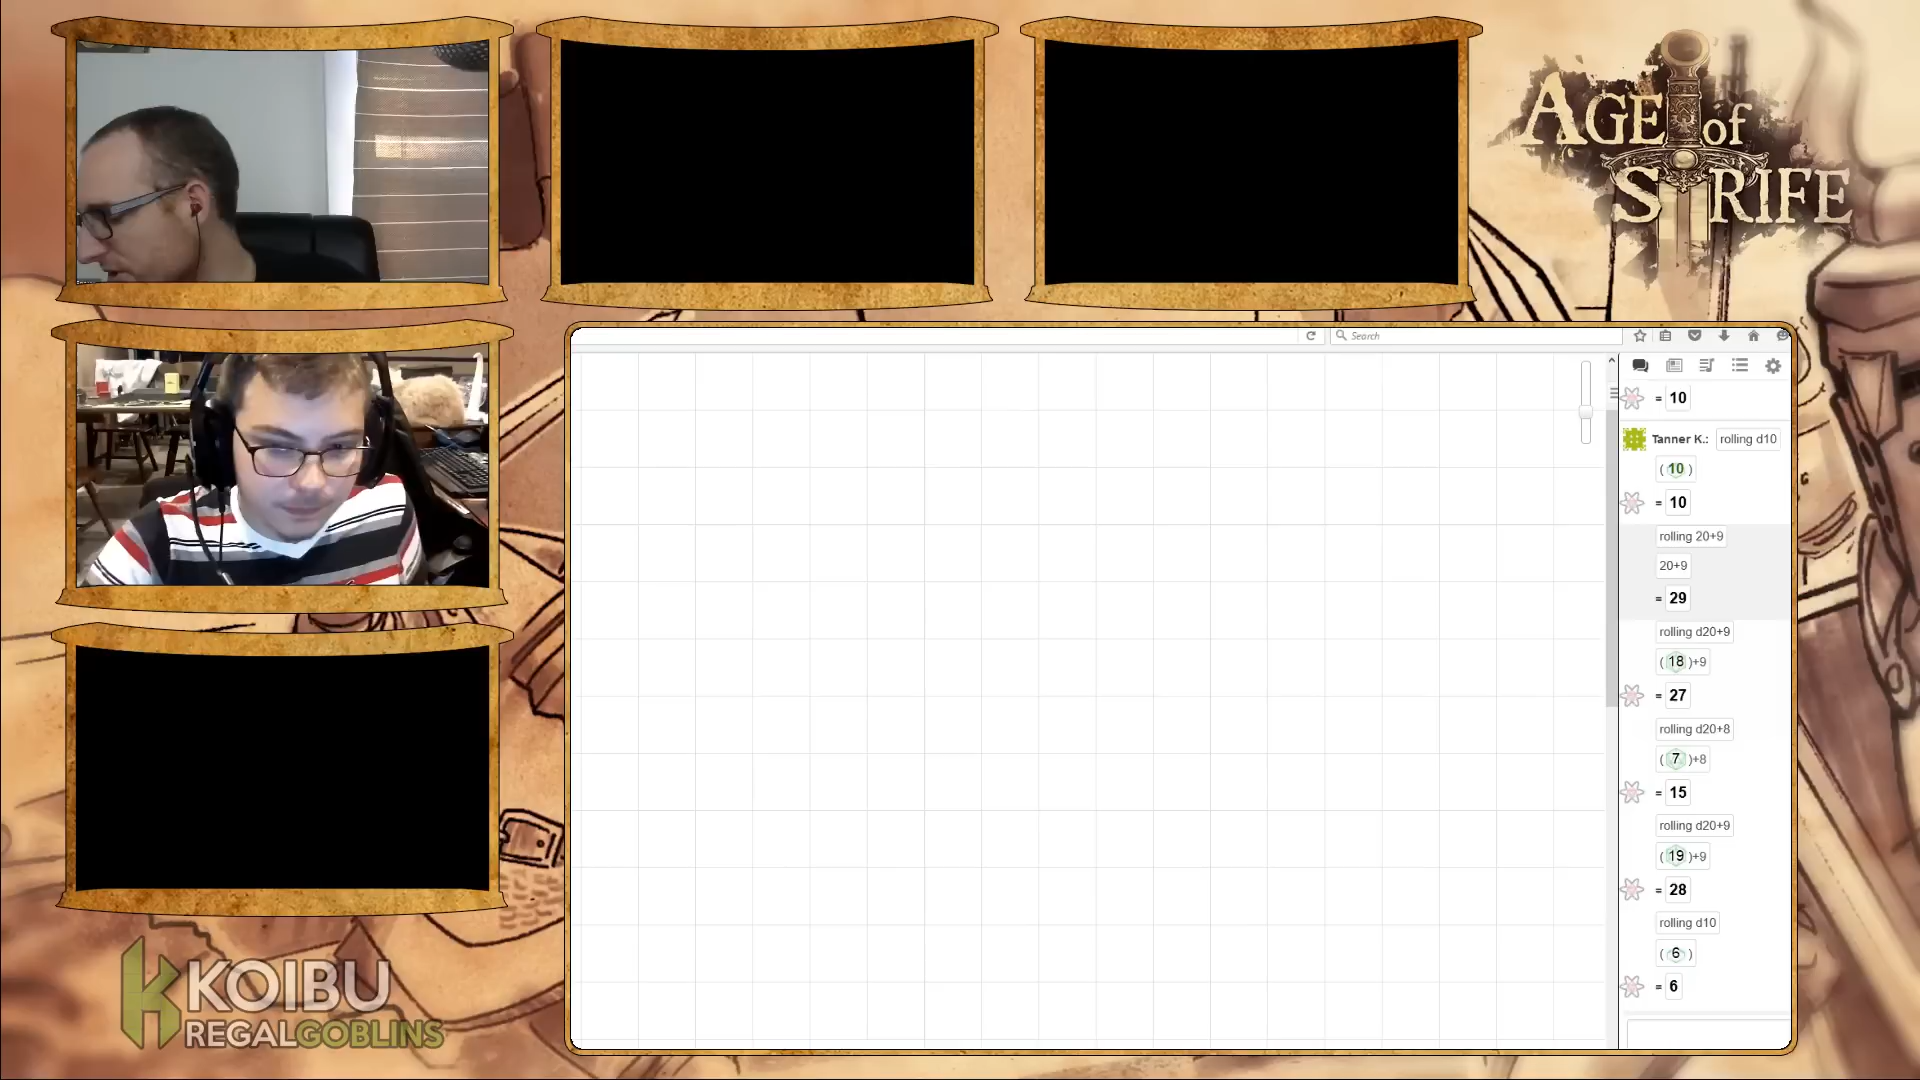 AGE of
STRIFE
Search
= 10
Tanner K.: rolling d10
( 10 )
= 10
rolling 20+9
20+9
= 29
rolling d20+9
( 18 )+9
= 27
rolling d20+8
( 7 )+8
= 15
rolling d20+9
( 19 )+9
= 28
rolling d10
( 6 )
= 6
KOIBU
REGALGOBLINS